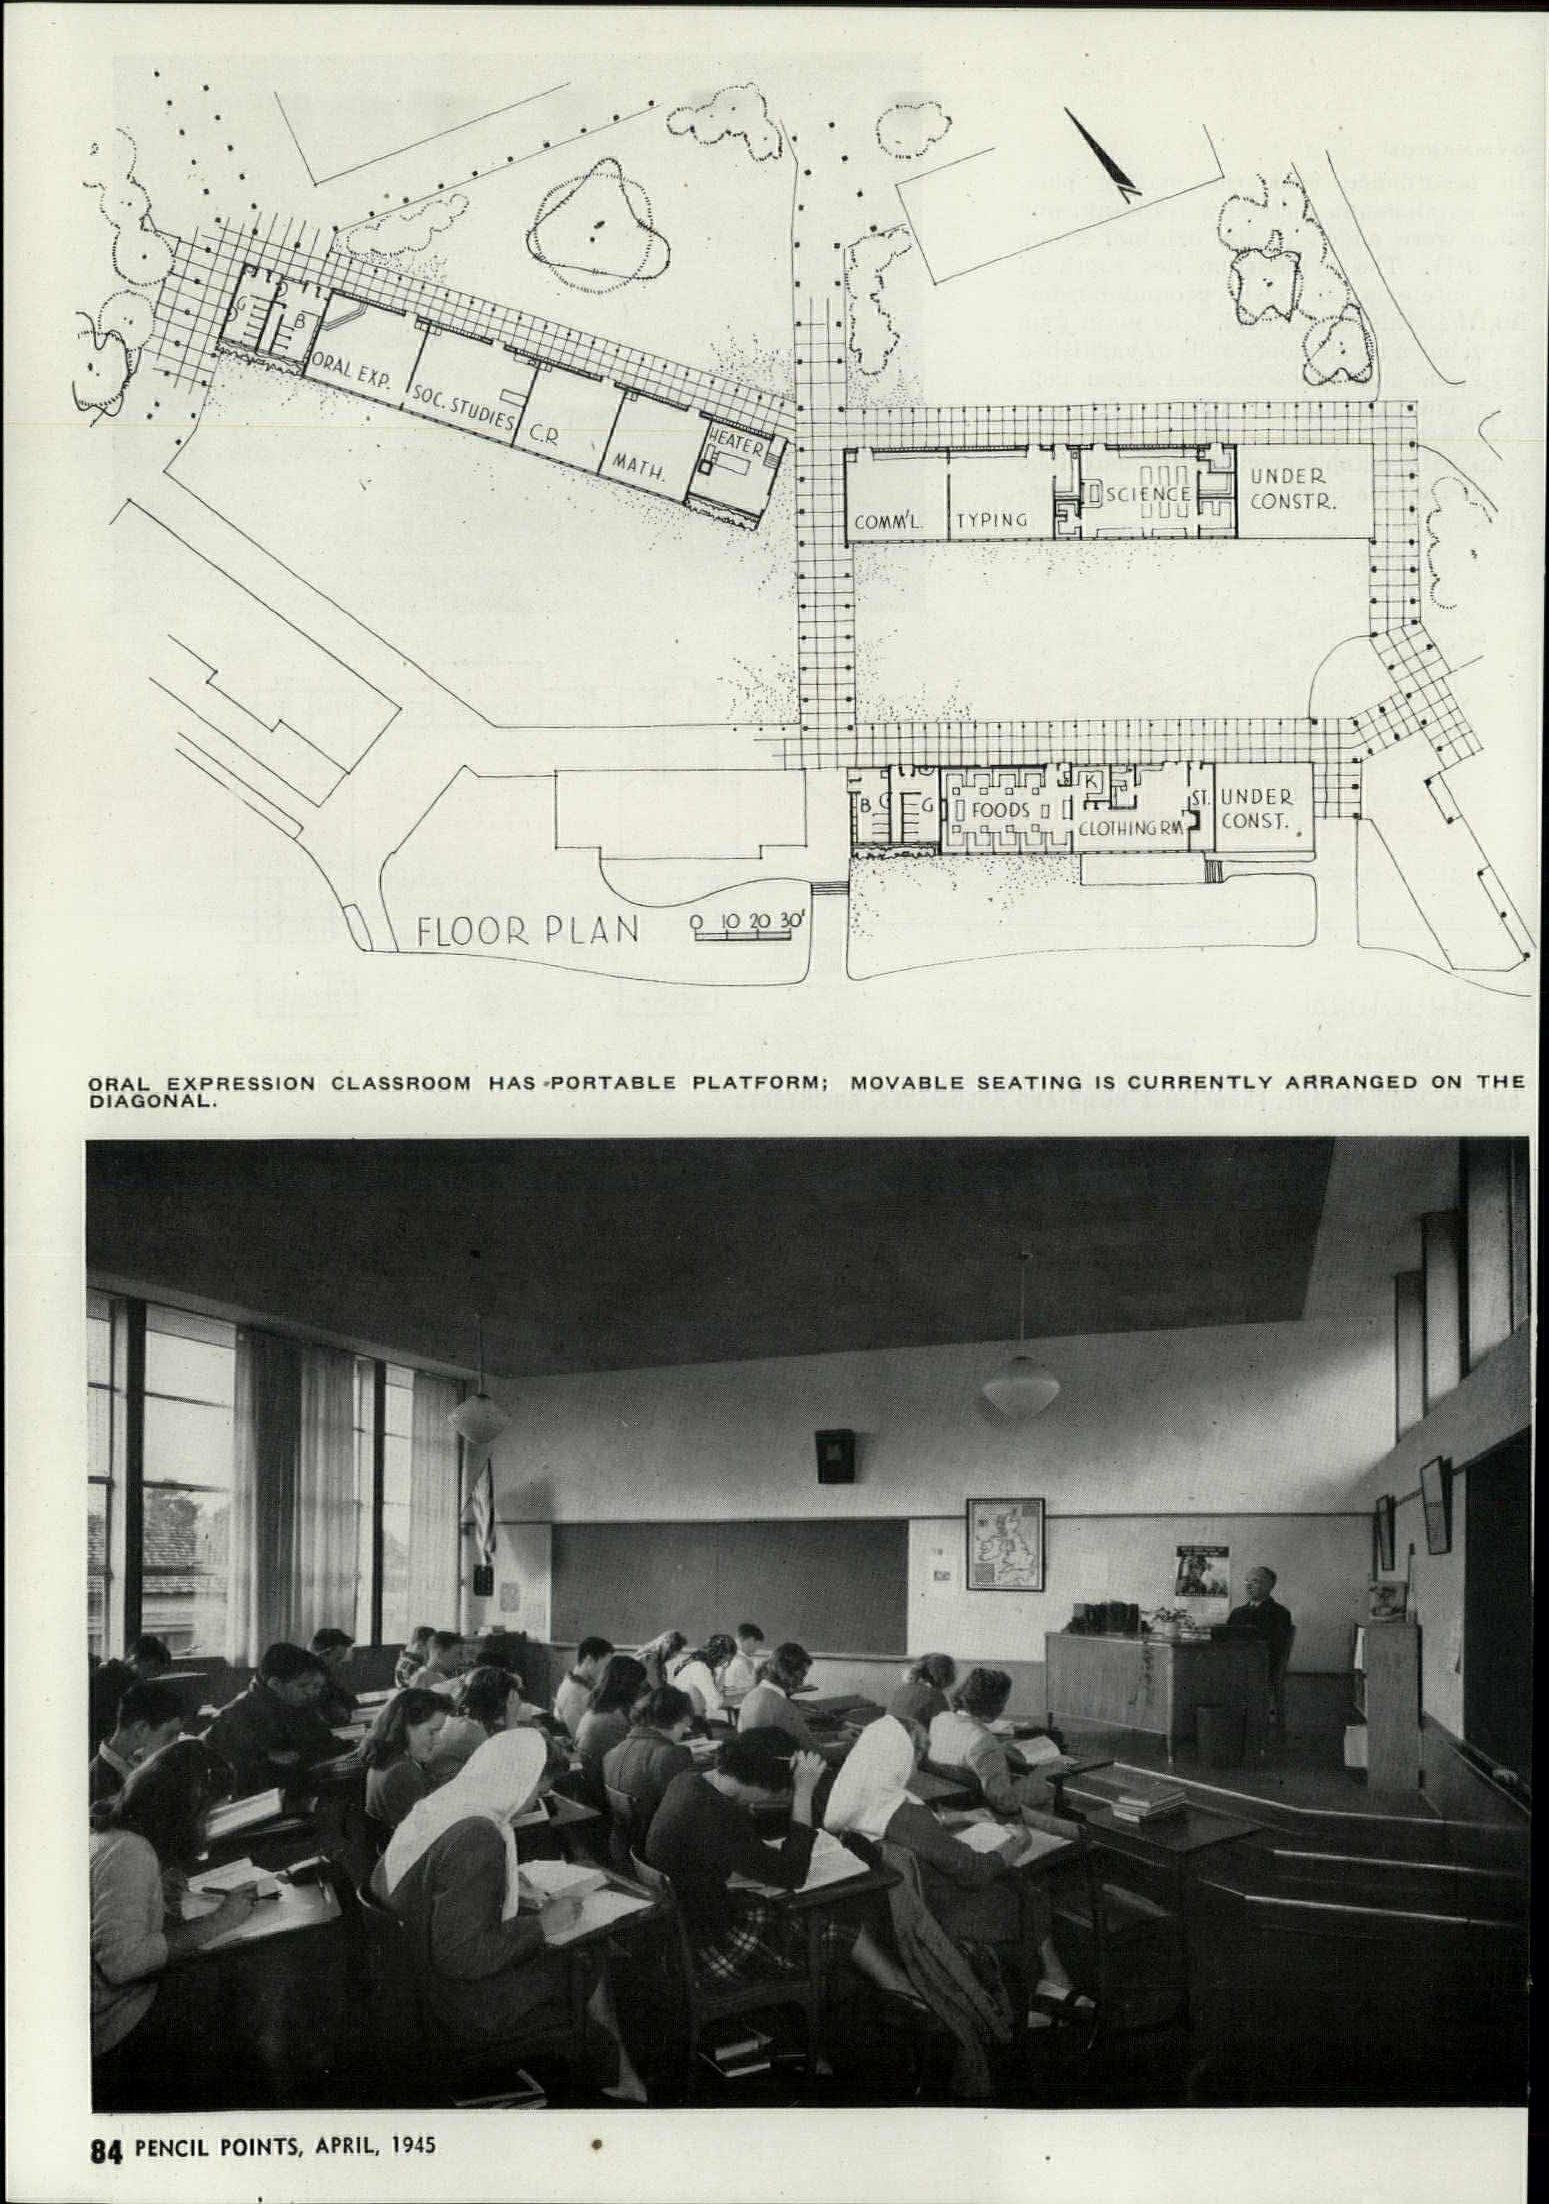 G
B
ORAL EXP.
SOC. STUDIES
C.R
MATH.
HEATER
COMM'L.
TYPING
SCIENCE
UNDER
CONSTR.
B
G
FOODS
K
CLOTHING RM
ST.
UNDER
CONST.
FLOOR PLAN
0 10 20 30'
ORAL EXPRESSION CLASSROOM HAS PORTABLE PLATFORM; MOVABLE SEATING IS CURRENTLY ARRANGED ON THE
DIAGONAL.
84 PENCIL POINTS, APRIL, 1945